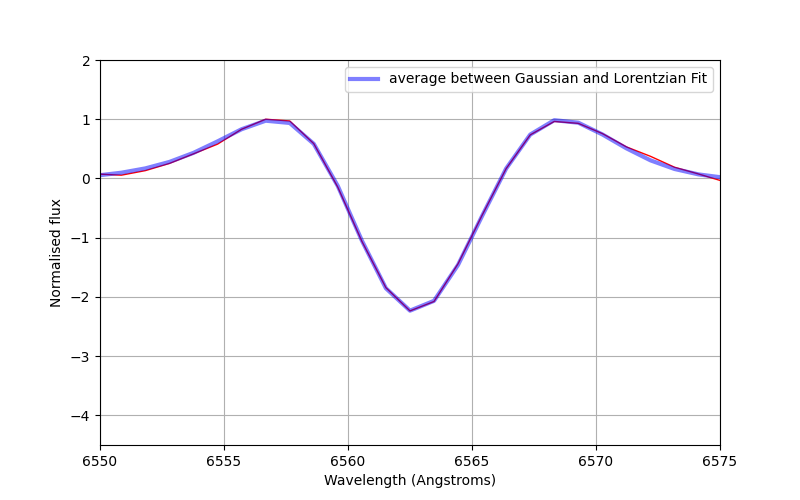 average between Gaussian and Lorentzian Fit
2
1
0
−1
−2
−3
−4
Normalised flux
6550 6555 6560 6565 6570 6575
Wavelength (Angstroms)